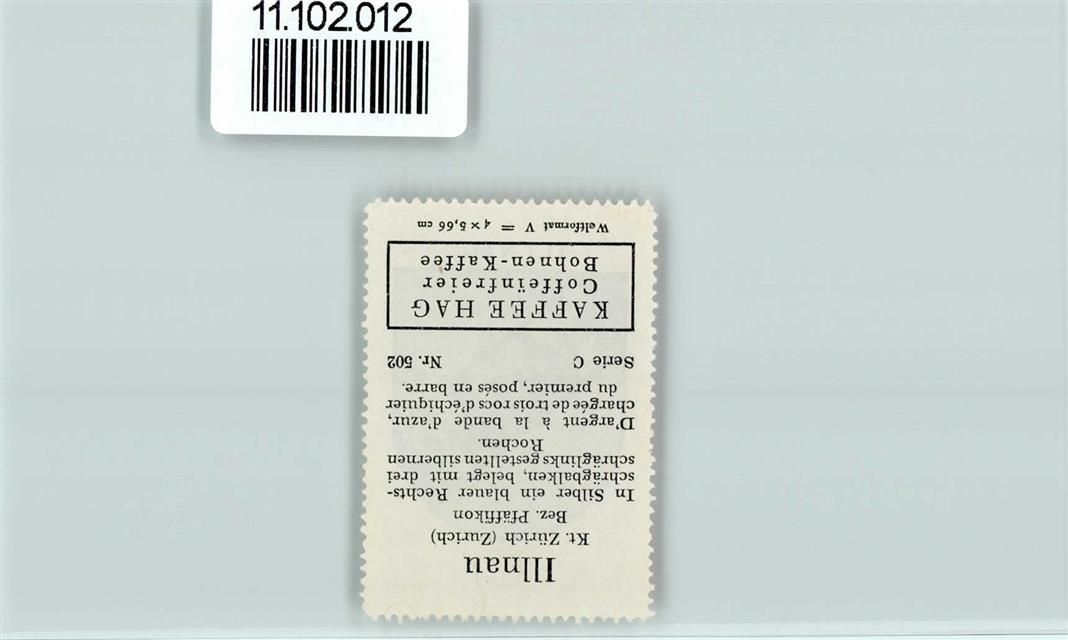 11.102.012
Illnau
Kt. Zürich (Zurich)
Bez. Pfäffikon
In Silber ein blauer Rechts-
schrägbalken, belegt mit drei
schräglinks gestellten silbernen
Rochen.
D'argent à la bande d'azur,
chargée de trois rocs d'échiquier
du premier, posés en barre.
Serie C Nr. 502
KAFFEE HAG
Coffeïnfreier
Bohnen-Kaffee
Weltformat V = 4 × 5,66 cm